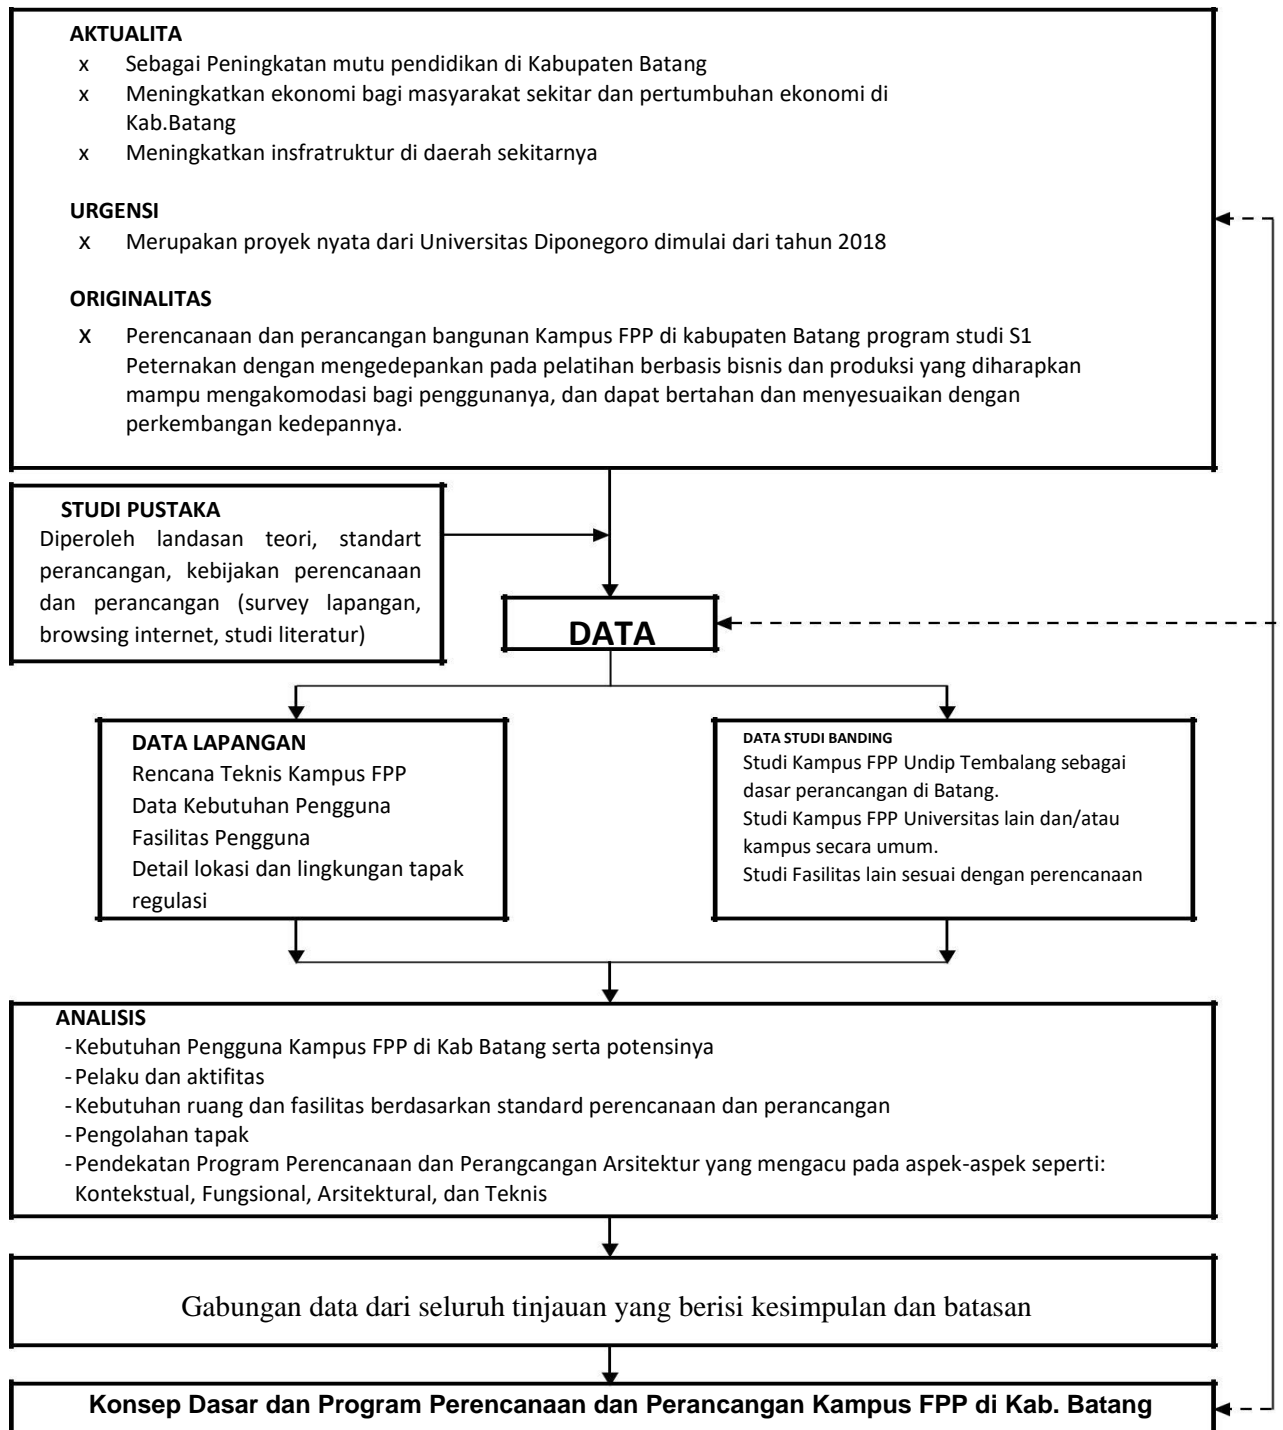 AKTUALITA
x Sebagai Peningkatan mutu pendidikan di Kabupaten Batang
x Meningkatkan ekonomi bagi masyarakat sekitar dan pertumbuhan ekonomi di
Kab.Batang
x Meningkatkan insfratruktur di daerah sekitarnya
URGENSI
x Merupakan proyek nyata dari Universitas Diponegoro dimulai dari tahun 2018
ORIGINALITAS
x Perencanaan dan perancangan bangunan Kampus FPP di kabupaten Batang program studi S1
Peternakan dengan mengedepankan pada pelatihan berbasis bisnis dan produksi yang diharapkan
mampu mengakomodasi bagi penggunanya, dan dapat bertahan dan menyesuaikan dengan
perkembangan kedepannya.
STUDI PUSTAKA
Diperoleh landasan teori, standart
perancangan, kebijakan perencanaan
dan perancangan (survey lapangan,
browsing internet, studi literatur)
DATA
DATA LAPANGAN
Rencana Teknis Kampus FPP
Data Kebutuhan Pengguna
Fasilitas Pengguna
Detail lokasi dan lingkungan tapak
regulasi
DATA STUDI BANDING
Studi Kampus FPP Undip Tembalang sebagai
dasar perancangan di Batang.
Studi Kampus FPP Universitas lain dan/atau
kampus secara umum.
Studi Fasilitas lain sesuai dengan perencanaan
ANALISIS
-Kebutuhan Pengguna Kampus FPP di Kab Batang serta potensinya
-Pelaku dan aktifitas
-Kebutuhan ruang dan fasilitas berdasarkan standard perencanaan dan perancangan
-Pengolahan tapak
-Pendekatan Program Perencanaan dan Perangcangan Arsitektur yang mengacu pada aspek-aspek seperti:
Kontekstual, Fungsional, Arsitektural, dan Teknis
Gabungan data dari seluruh tinjauan yang berisi kesimpulan dan batasan
Konsep Dasar dan Program Perencanaan dan Perancangan Kampus FPP di Kab. Batang